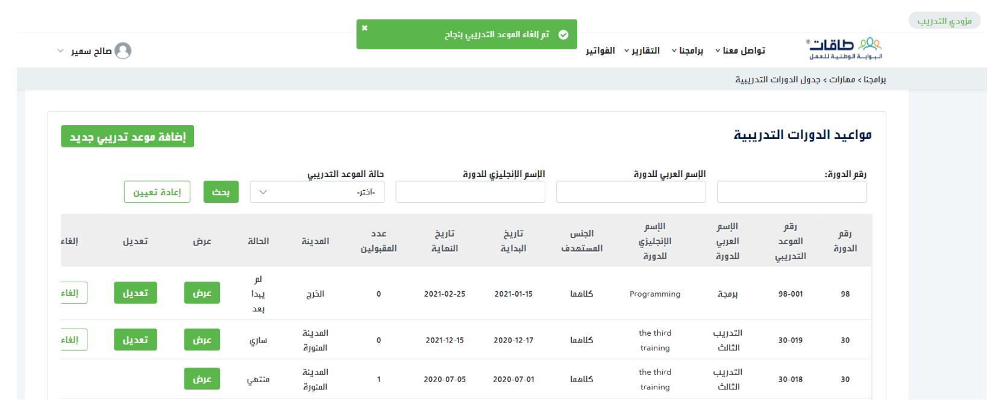 مزودي التدريب
تم إلغاء الموعد التدريبي بنجاح
طاقات
البوابة الوطنية للعمل
تواصل معنا
برامجنا
التقارير
الفواتير
صالح سمير
برامجنا > مهارات > جدول الدورات التدريبية
مواعيد الدورات التدريبية
إضافة موعد تدريبي جديد
رقم الدورة:
الإسم العربي للدورة
الإسم الإنجليزي للدورة
حالة الموعد التدريبي
-أختر-
بحث
إعادة تعيين
رقم الدورة
رقم الموعد التدريبي
الإسم العربي للدورة
الإسم الإنجليزي للدورة
الجنس المستهدف
تاريخ البداية
تاريخ النهاية
عدد المقبولين
المدينة
الحالة
عرض
تعديل
إلغاء
98
98-001
برمجة
Programming
كلاهما
2021-01-15
2021-02-25
0
الخرج
لم يبدأ بعد
عرض
تعديل
إلغاء
30
30-019
التدريب الثالث
the third training
كلاهما
2020-12-17
2021-12-15
0
المدينة المنورة
ساري
عرض
تعديل
إلغاء
30
30-018
التدريب الثالث
the third training
كلاهما
2020-07-01
2020-07-05
1
المدينة المنورة
منتهي
عرض